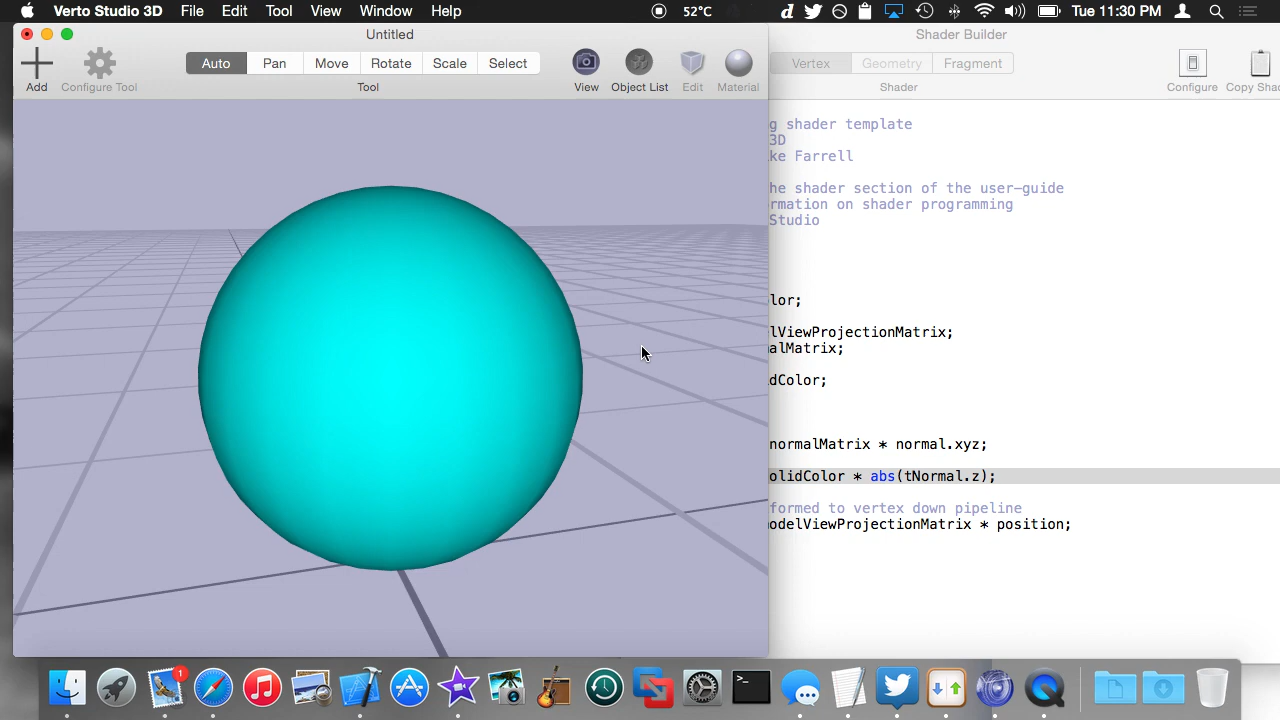 Verto Studio 3D File Edit Tool View Window Help 52°C Tue 11:30 PM
Untitled
Auto Pan Move Rotate Scale Select
Add Configure Tool Tool View Object List Edit Material
Shader Builder
Vertex Geometry Fragment
Shader Configure Copy Shad
g shader template
3D
ke Farrell
he shader section of the user-guide
rmation on shader programming
Studio
lor;
lViewProjectionMatrix;
alMatrix;
dColor;
normalMatrix * normal.xyz;
olidColor * abs(tNormal.z);
formed to vertex down pipeline
odelViewProjectionMatrix * position;
1